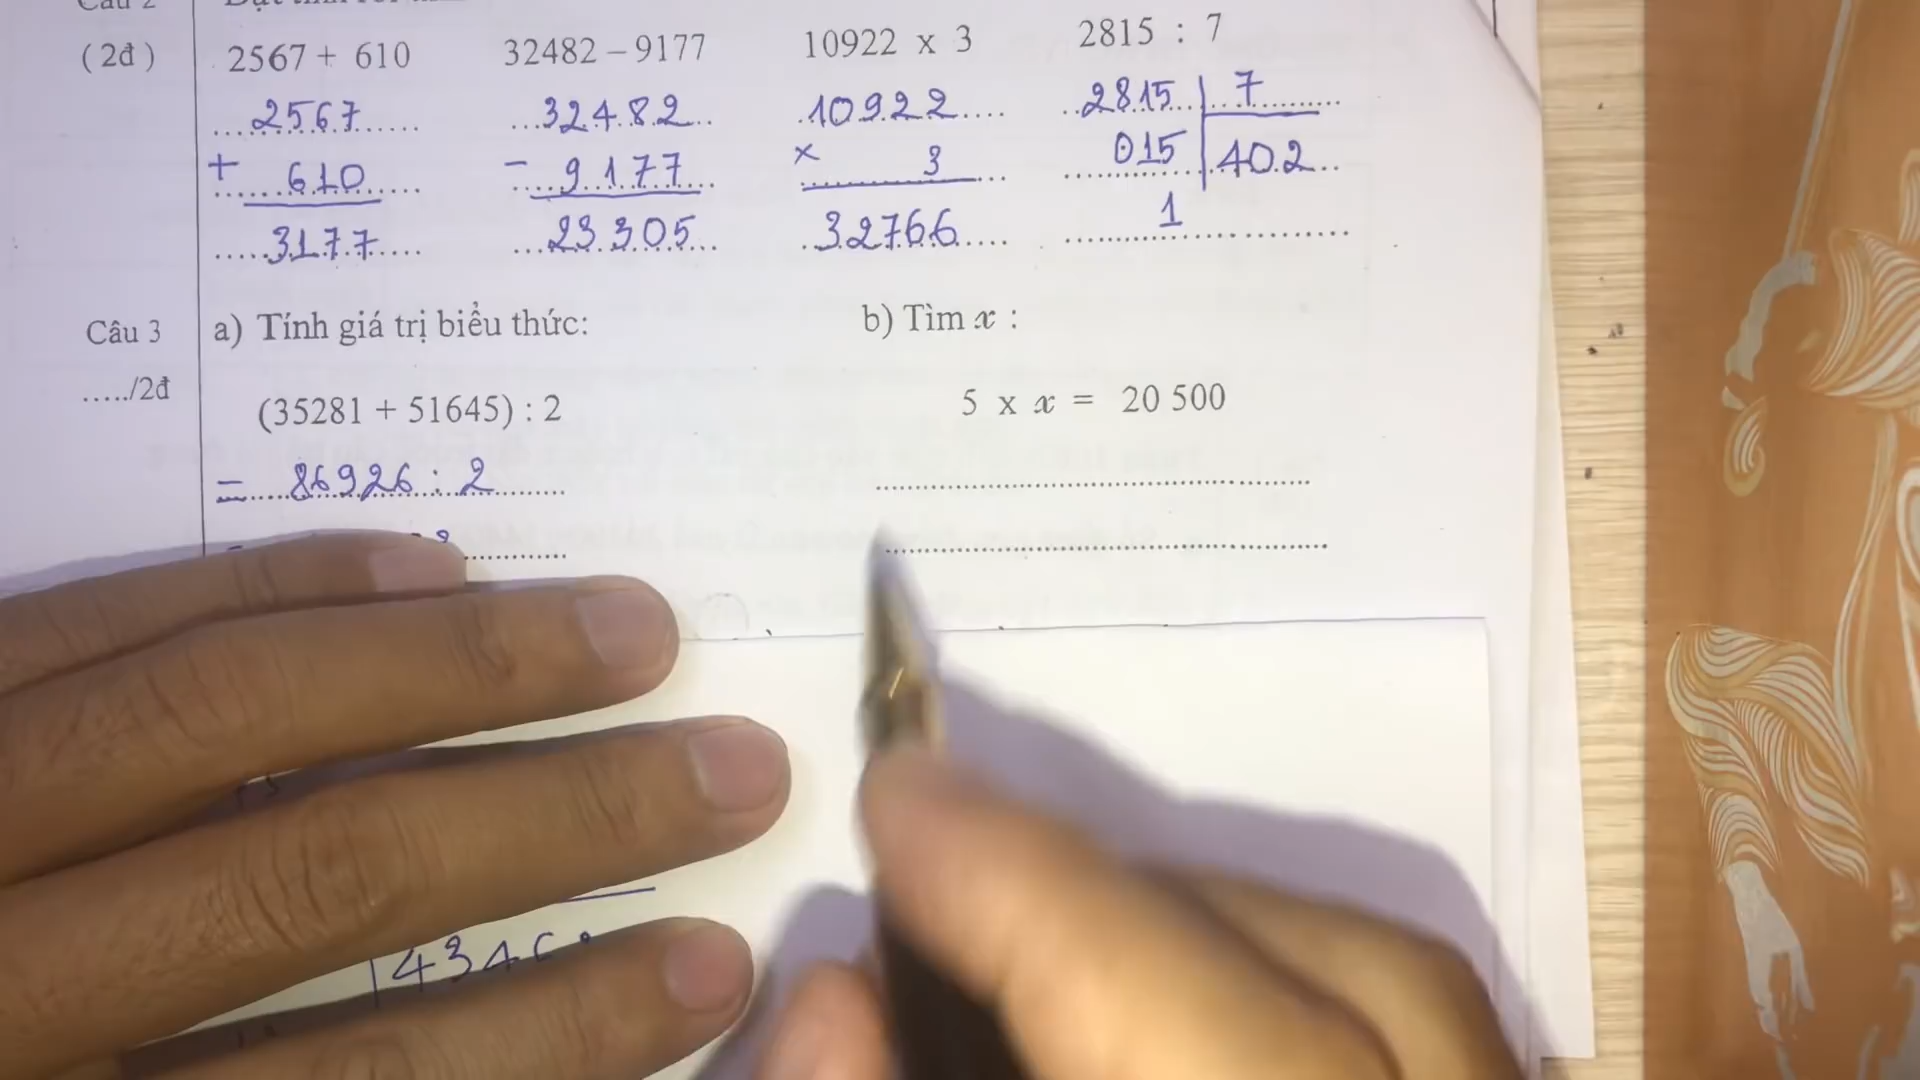 Câu 2
(2đ) 2567 + 610 32482 – 9177 10922 x 3 2815 : 7
2567 32482 10922 2815 7
+ 610 - 9177 x 3 015 402
3177 23305 32766 1
Câu 3 a) Tính giá trị biểu thức: b) Tìm x :
...../2đ (35281 + 51645) : 2 5 x x = 20 500
= 86926 : 2